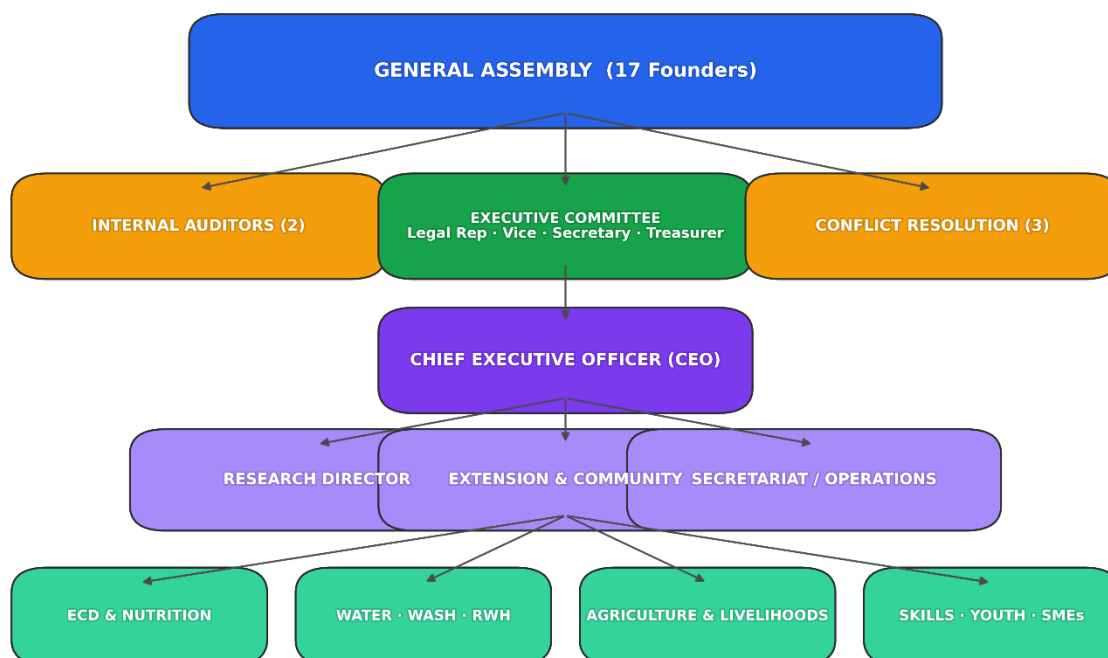 GENERAL ASSEMBLY (17 Founders)
INTERNAL AUDITORS (2)
EXECUTIVE COMMITTEE
Legal Rep · Vice · Secretary · Treasurer
CONFLICT RESOLUTION (3)
CHIEF EXECUTIVE OFFICER (CEO)
RESEARCH DIRECTOR
EXTENSION & COMMUNITY
SECRETARIAT / OPERATIONS
ECD & NUTRITION
WATER · WASH · RWH
AGRICULTURE & LIVELIHOODS
SKILLS · YOUTH · SMEs